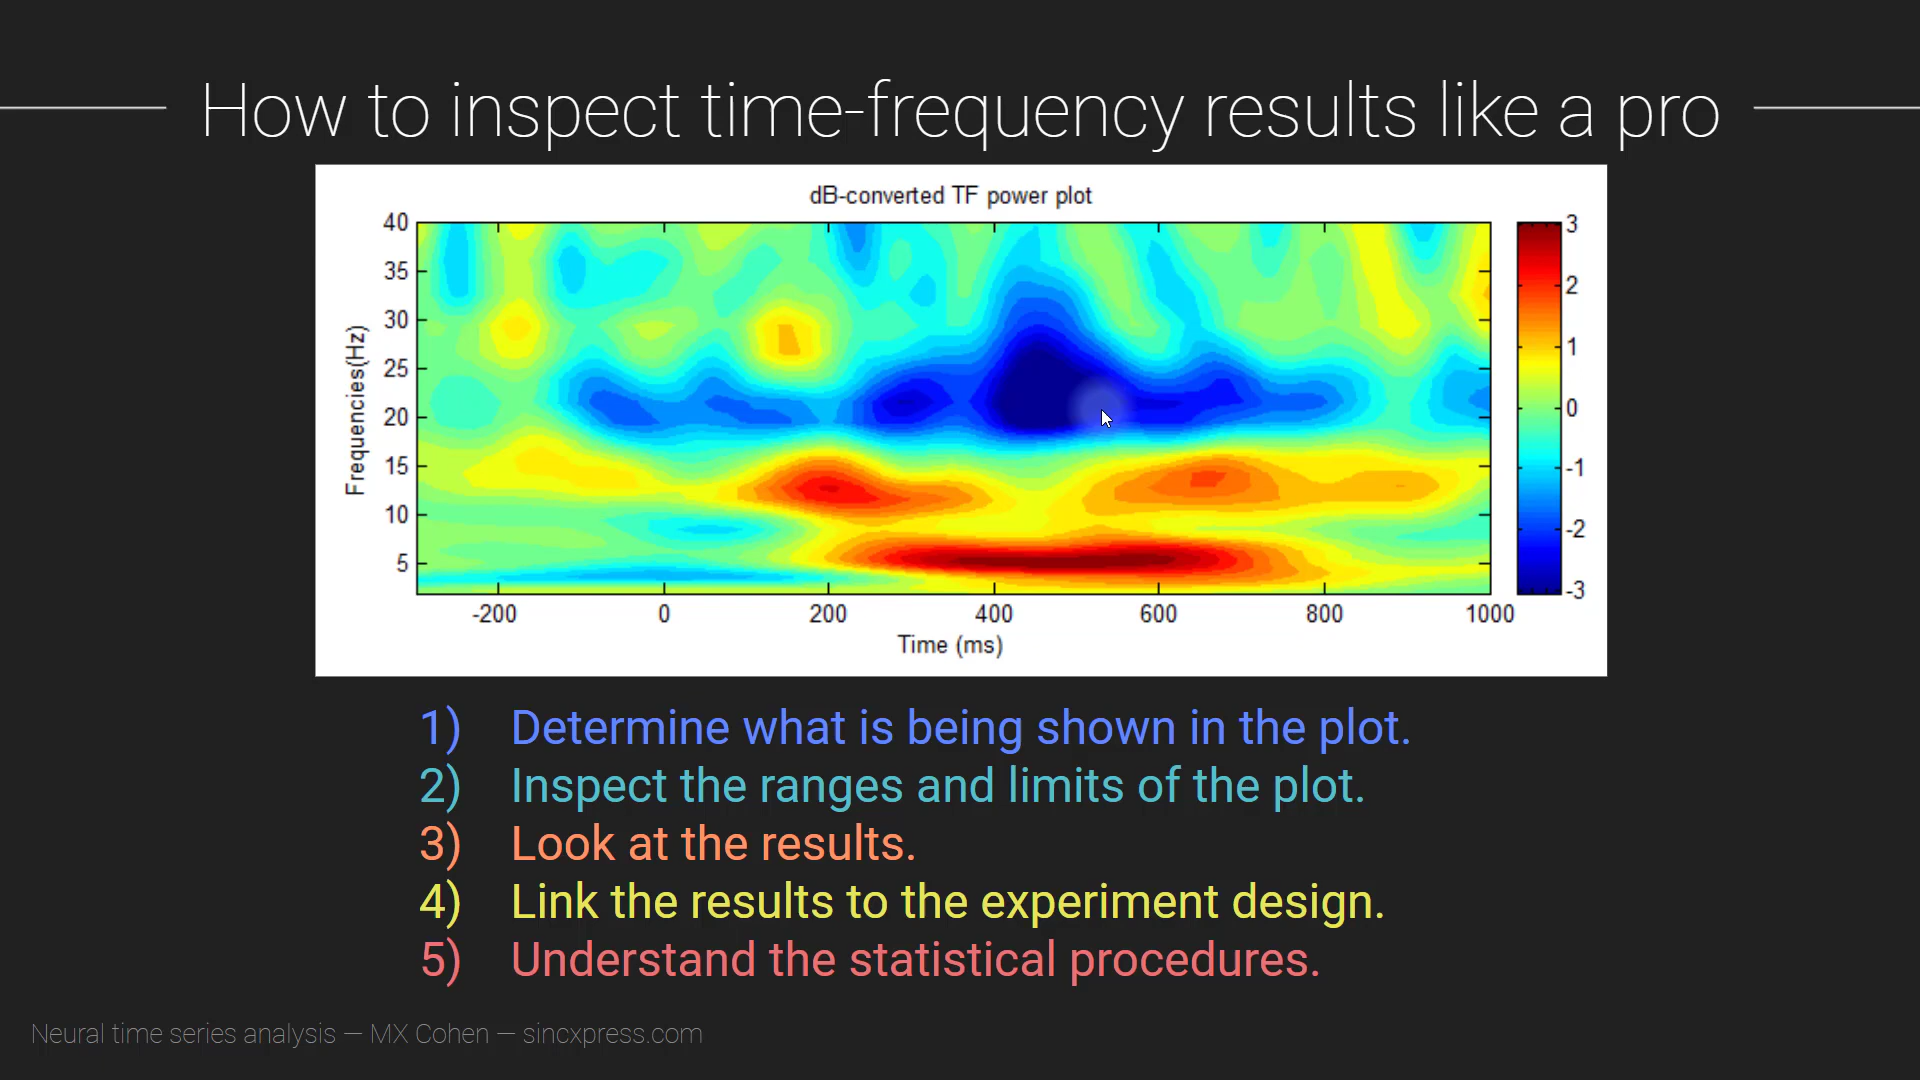 How to inspect time-frequency results like a pro
dB-converted TF power plot
40
35
30
25
20
15
10
5
Frequencies(Hz)
-200 0 200 400 600 800 1000
Time (ms)
3
2
1
0
-1
-2
-3
1) Determine what is being shown in the plot.
2) Inspect the ranges and limits of the plot.
3) Look at the results.
4) Link the results to the experiment design.
5) Understand the statistical procedures.
Neural time series analysis — MX Cohen — sincxpress.com